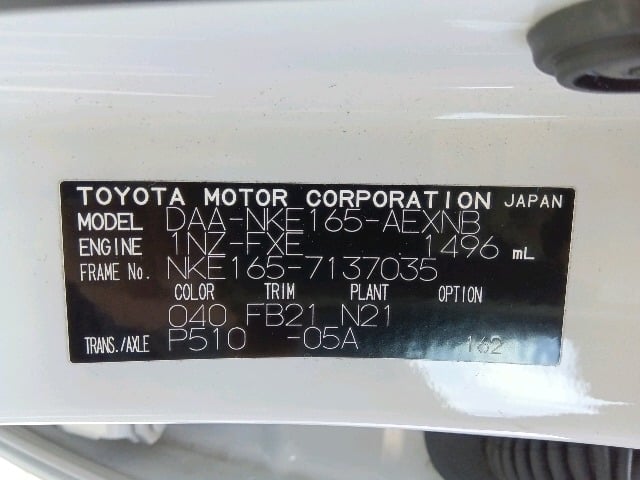 TOYOTA MOTOR CORPORATION JAPAN
MODEL DAA-NKE165-AEXNB
ENGINE 1NZ-FXE 1496 mL
FRAME No. NKE165-7137035
COLOR TRIM PLANT OPTION
040 FB21 N21
TRANS./AXLE P510 -05A 162